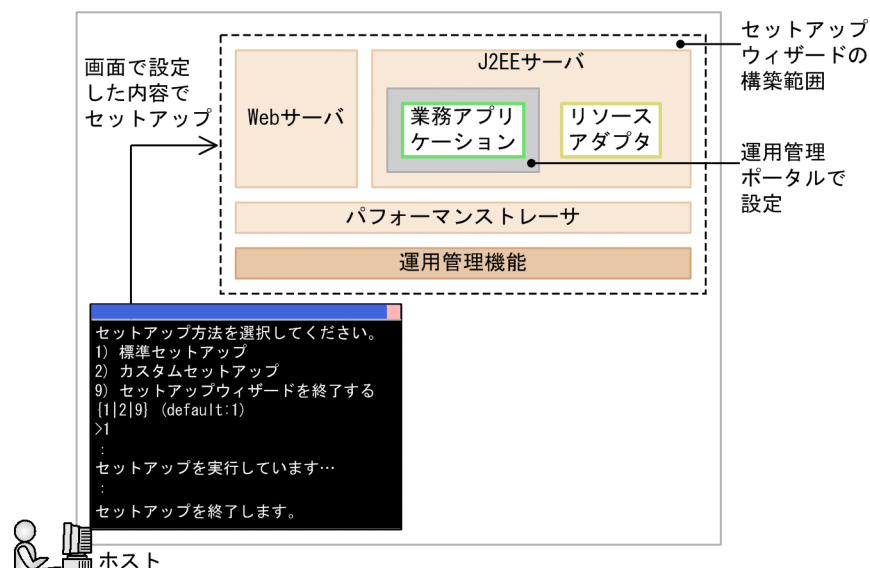 セットアップ
ウィザードの
構築範囲
画面で設定
した内容で
セットアップ
J2EEサーバ
Webサーバ
業務アプリ
ケーション
リソース
アダプタ
運用管理
ポータルで
設定
パフォーマンストレーサ
運用管理機能
セットアップ方法を選択してください。
1) 標準セットアップ
2) カスタムセットアップ
9) セットアップウィザードを終了する
{1|2|9} (default:1)
>1
:
セットアップを実行しています…
:
セットアップを終了します。
ホスト